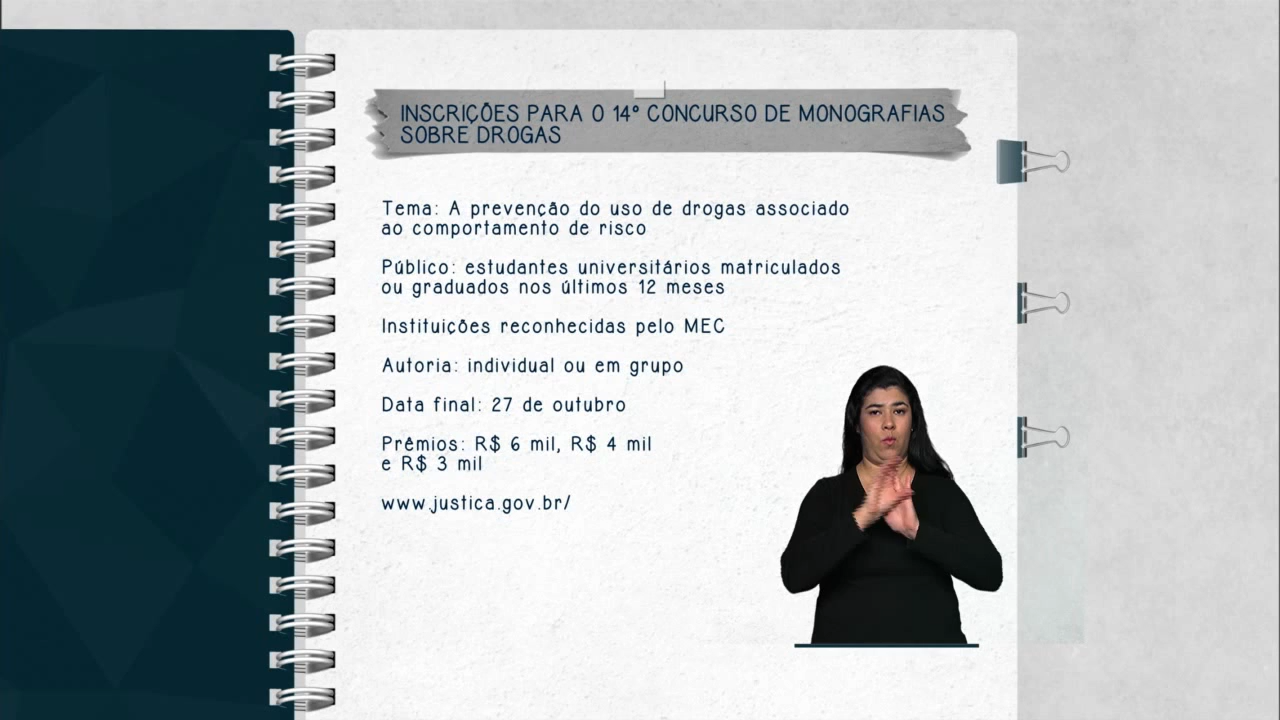 INSCRIÇÕES PARA O 14º CONCURSO DE MONOGRAFIAS
SOBRE DROGAS
Tema: A prevenção do uso de drogas associado
ao comportamento de risco
Público: estudantes universitários matriculados
ou graduados nos últimos 12 meses
Instituições reconhecidas pelo MEC
Autoria: individual ou em grupo
Data final: 27 de outubro
Prêmios: R$ 6 mil, R$ 4 mil
e R$ 3 mil
www.justica.gov.br/